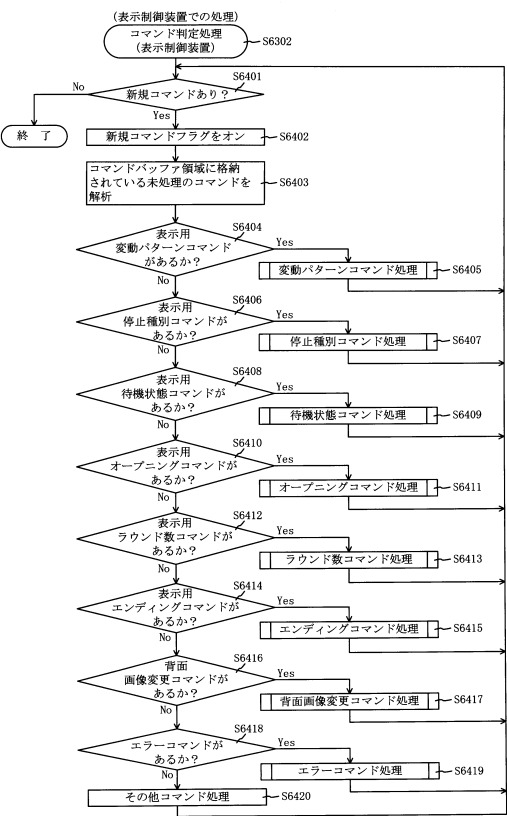 (表示制御装置での処理)
コマンド判定処理
(表示制御装置)
S6302
S6401
No
新規コマンドあり？
Yes
終 了
新規コマンドフラグをオン
S6402
コマンドバッファ領域に格納
されている未処理のコマンドを
解析
S6403
S6404
表示用
変動パターンコマンド
があるか？
Yes
変動パターンコマンド処理
S6405
No
S6406
表示用
停止種別コマンドが
あるか？
Yes
停止種別コマンド処理
S6407
No
S6408
表示用
待機状態コマンドが
あるか？
Yes
待機状態コマンド処理
S6409
No
S6410
表示用
オープニングコマンドが
あるか？
Yes
オープニングコマンド処理
S6411
No
S6412
表示用
ラウンド数コマンドが
あるか？
Yes
ラウンド数コマンド処理
S6413
No
S6414
表示用
エンディングコマンドが
あるか？
Yes
エンディングコマンド処理
S6415
No
S6416
背面
画像変更コマンドが
あるか？
Yes
背面画像変更コマンド処理
S6417
No
S6418
エラーコマンドが
あるか？
Yes
エラーコマンド処理
S6419
No
その他コマンド処理
S6420